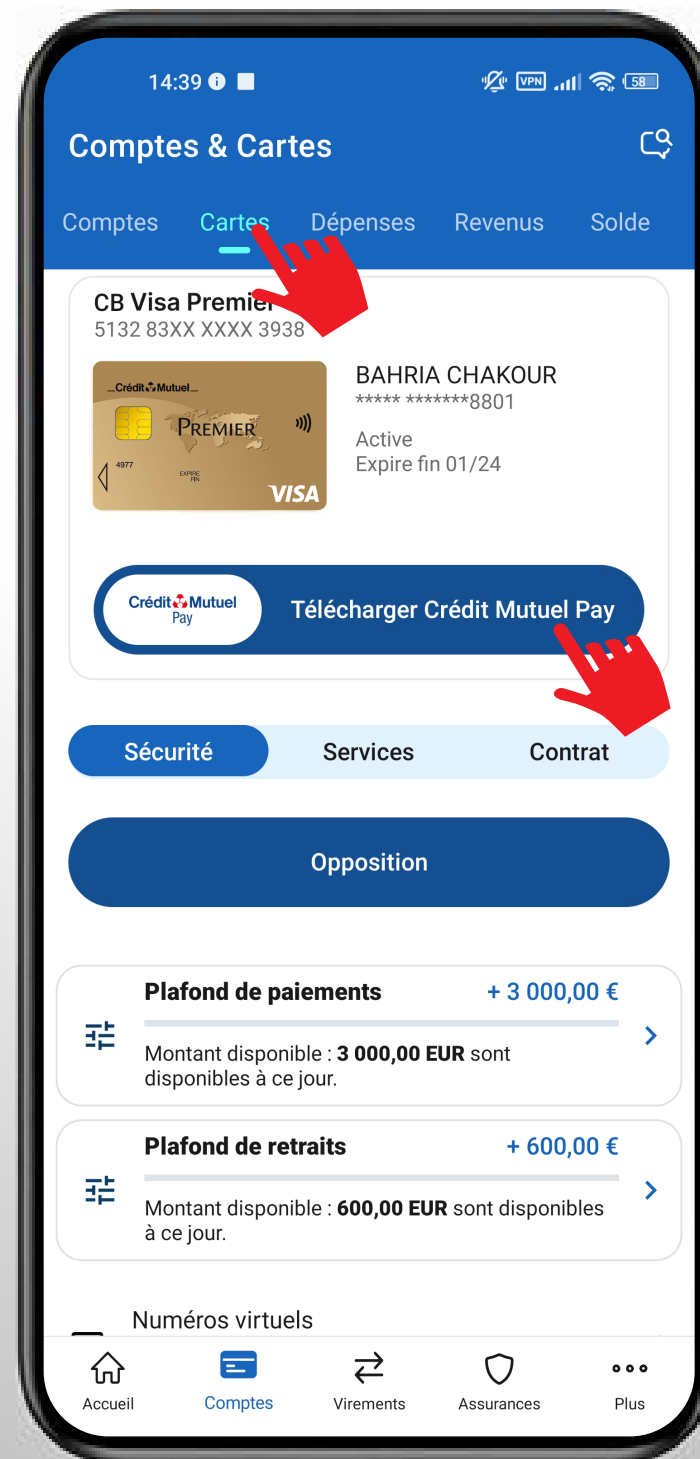 14:39
VPN
58
Comptes & Cartes
Comptes Cartes Dépenses Revenus Solde
CB Visa Premier
5132 83XX XXXX 3938
BAHRIA CHAKOUR
***** *******8801
Active
Expire fin 01/24
Crédit Mutuel
PREMIER
4977
EXPIRE
FIN
VISA
Crédit Mutuel
Pay
Télécharger Crédit Mutuel Pay
Sécurité Services Contrat
Opposition
Plafond de paiements + 3 000,00 €
Montant disponible : 3 000,00 EUR sont
disponibles à ce jour.
Plafond de retraits + 600,00 €
Montant disponible : 600,00 EUR sont disponibles
à ce jour.
Numéros virtuels
Accueil Comptes Virements Assurances Plus